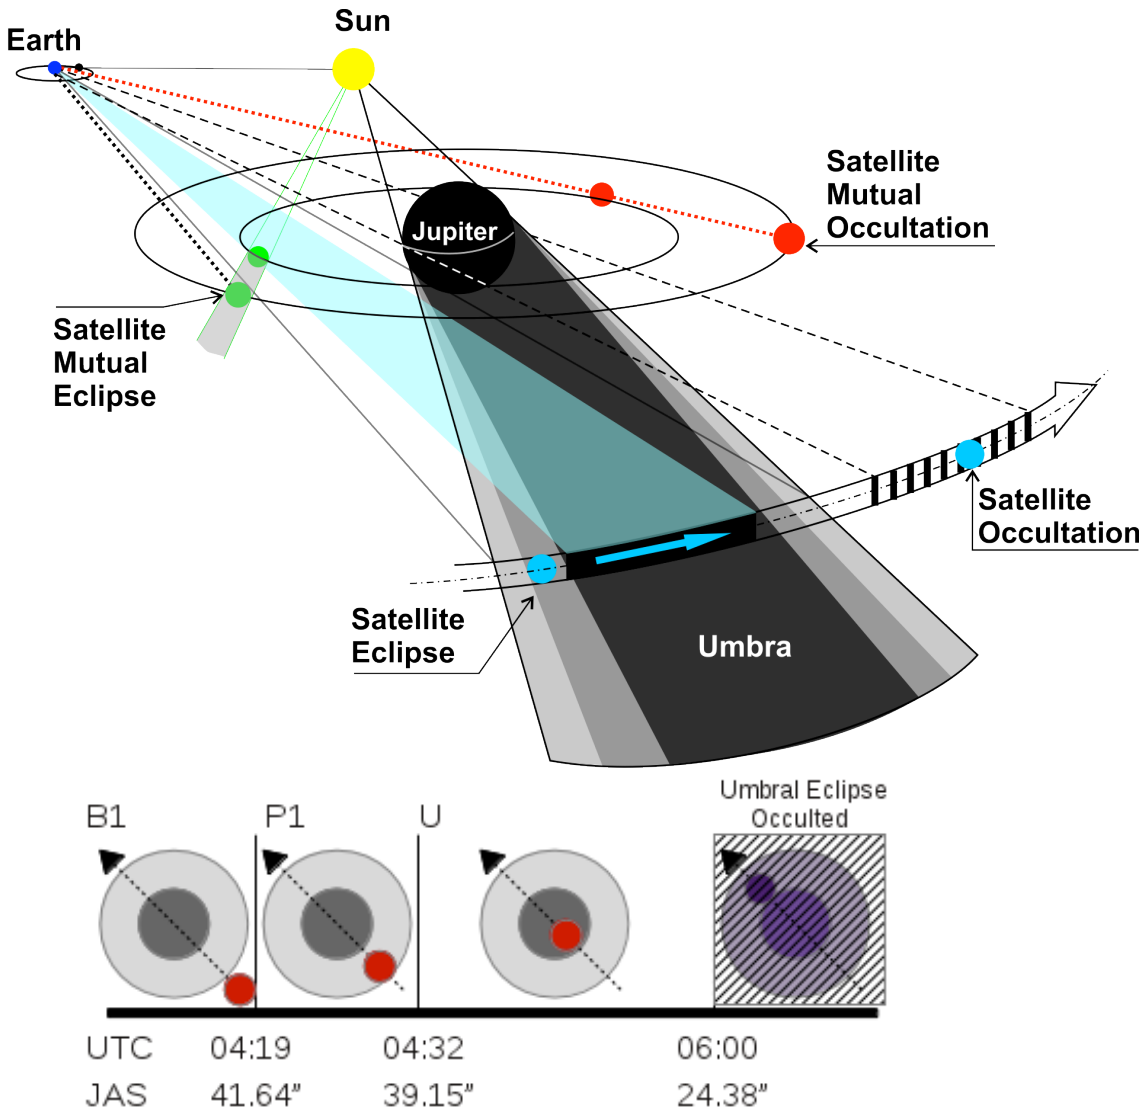 Sun
Earth
Satellite
Mutual
Occultation
Jupiter
Satellite
Mutual
Eclipse
Satellite
Occultation
Satellite
Eclipse
Umbra
Umbral Eclipse
Occulted
B1 P1 U
UTC 04:19 04:32 06:00
JAS 41.64″ 39.15″ 24.38″